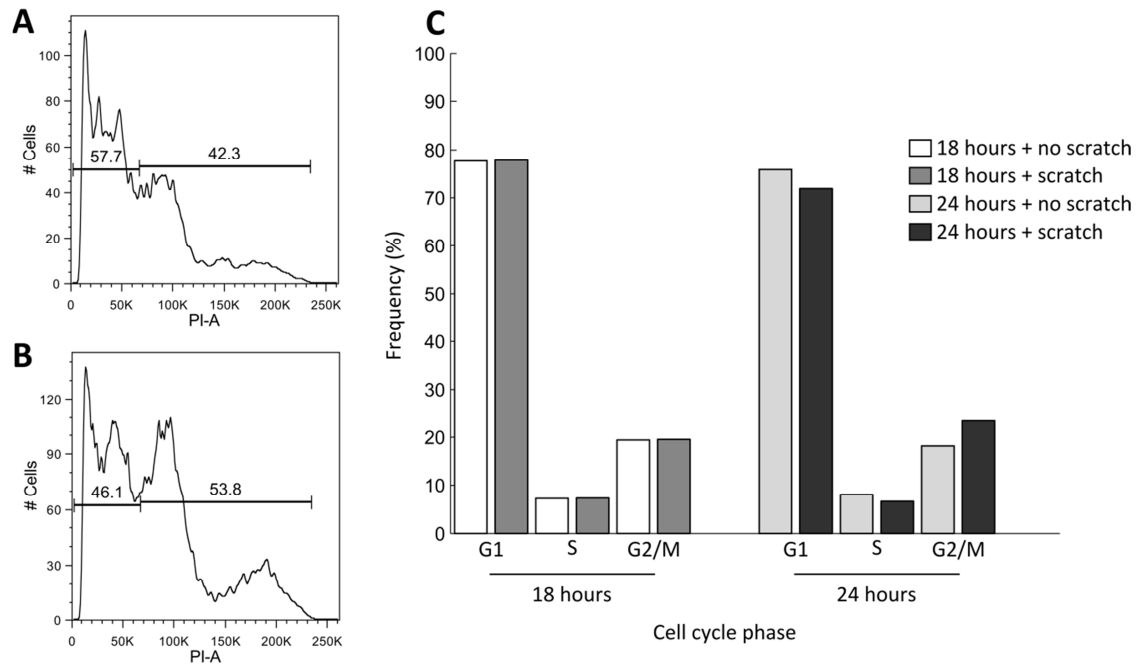 A
# Cells
100
80
60
40
20
0
57.7
42.3
0
50K
100K
150K
200K
250K
PI-A
B
# Cells
120
90
60
30
0
46.1
53.8
0
50K
100K
150K
200K
250K
PI-A
C
Frequency (%)
100
90
80
70
60
50
40
30
20
10
0
18 hours + no scratch
18 hours + scratch
24 hours + no scratch
24 hours + scratch
G1
S
G2/M
G1
S
G2/M
18 hours
24 hours
Cell cycle phase